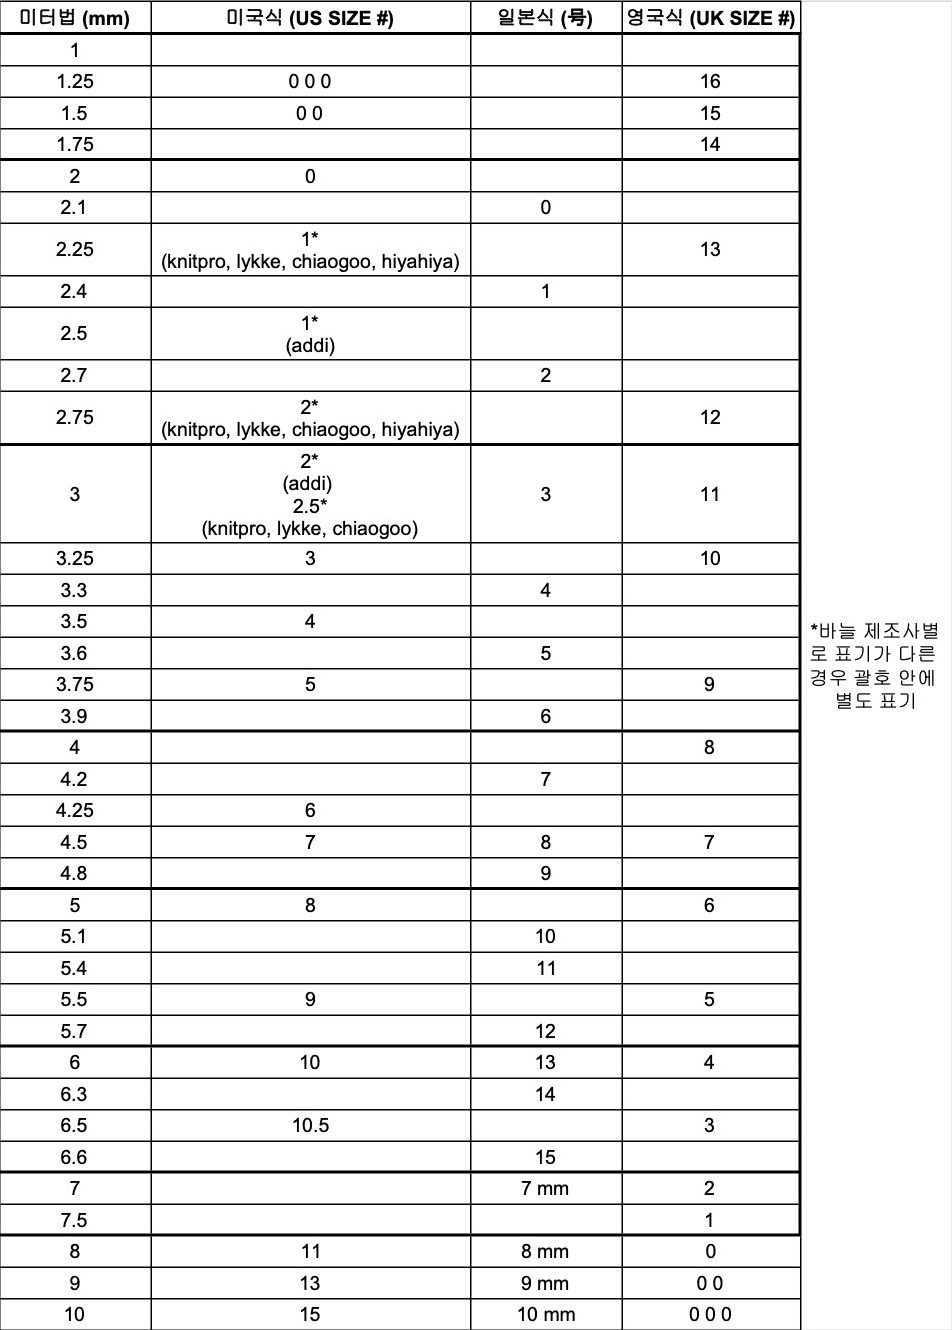 미터법 (mm) 미국식 (US SIZE #) 일본식 (号) 영국식 (UK SIZE #)
1
1.25 0 0 0 16
1.5 0 0 15
1.75 14
2 0
2.1 0
2.25 1* (knitpro, lykke, chiaogoo, hiyahiya) 13
2.4 1
2.5 1* (addi)
2.7 2
2.75 2* (knitpro, lykke, chiaogoo, hiyahiya) 12
3 2* (addi) 2.5* (knitpro, lykke, chiaogoo) 3 11
3.25 3 10
3.3 4
3.5 4
3.6 5
3.75 5 9
3.9 6
4 8
4.2 7
4.25 6
4.5 7 8 7
4.8 9
5 8 6
5.1 10
5.4 11
5.5 9 5
5.7 12
6 10 13 4
6.3 14
6.5 10.5 3
6.6 15
7 7 mm 2
7.5 1
8 11 8 mm 0
9 13 9 mm 0 0
10 15 10 mm 0 0 0
*바늘 제조사별
로 표기가 다른
경우 괄호 안에
별도 표기